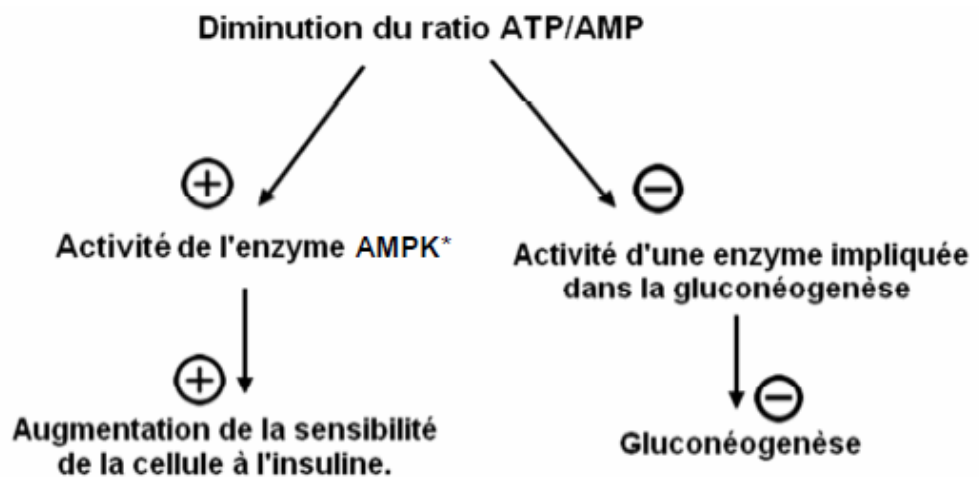 Diminution du ratio ATP/AMP
+
−
Activité de l'enzyme AMPK*
Activité d'une enzyme impliquée
dans la gluconéogenèse
+
−
Augmentation de la sensibilité
de la cellule à l'insuline.
Gluconéogenèse